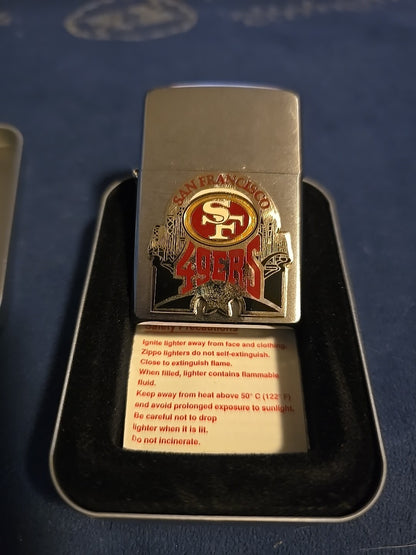 SAN FRANCISCO
SF
49ERS
Safety Precautions
Ignite lighter away from face and clothing.
Zippo lighters do not self-extinguish.
Close to extinguish flame.
When filled, lighter contains flammable
fluid.
Keep away from heat above 50° C (122° F)
and avoid prolonged exposure to sunlight.
Be careful not to drop
lighter when it is lit.
Do not incinerate.